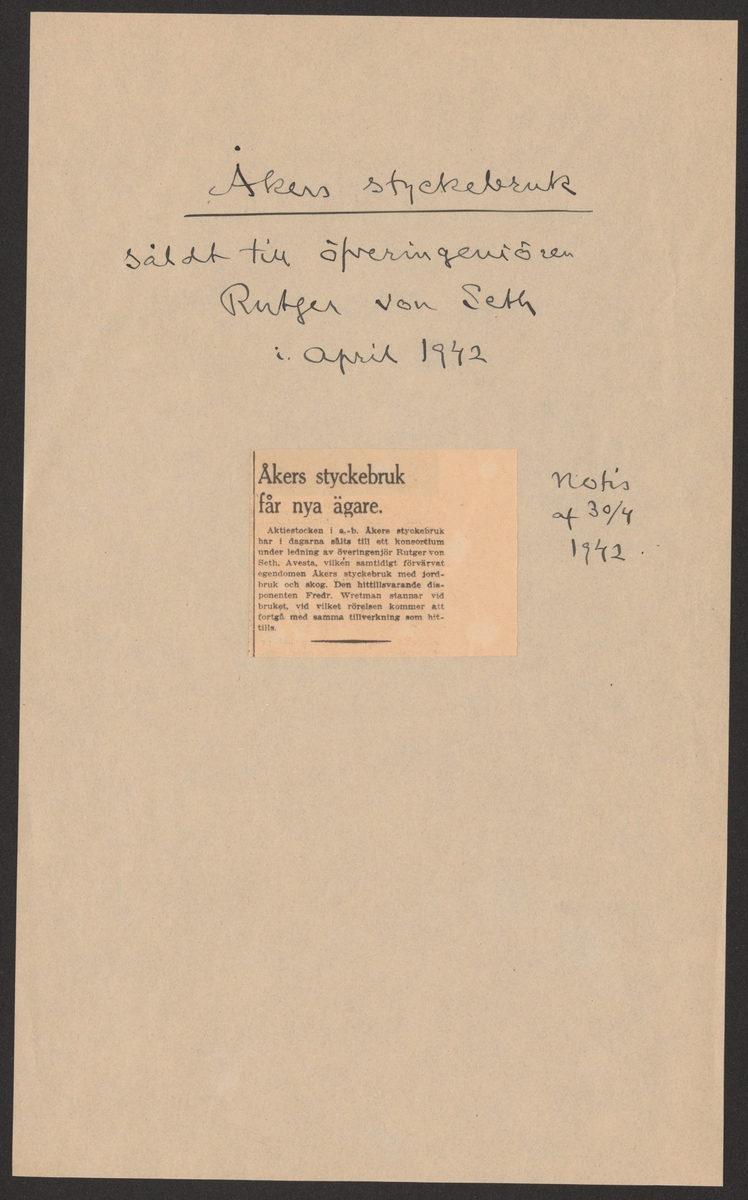 Åkers styckebruk
såldt till öfveringeniören
Rutger von Seth
i april 1942
Åkers styckebruk
får nya ägare.
Aktiestocken i a.-b. Åkers styckebruk
har i dagarna sålts till ett konsortium
under ledning av överingenjör Rutger von
Seth, Avesta, vilken samtidigt förvärvat
egendomen Åkers styckebruk med jord-
bruk och skog. Den hittillsvarande dis-
ponenten Fredr. Wretman stannar vid
bruket, vid vilket rörelsen kommer att
fortgå med samma tillverkning som hit-
tills.
Notis
af 30/4
1942.